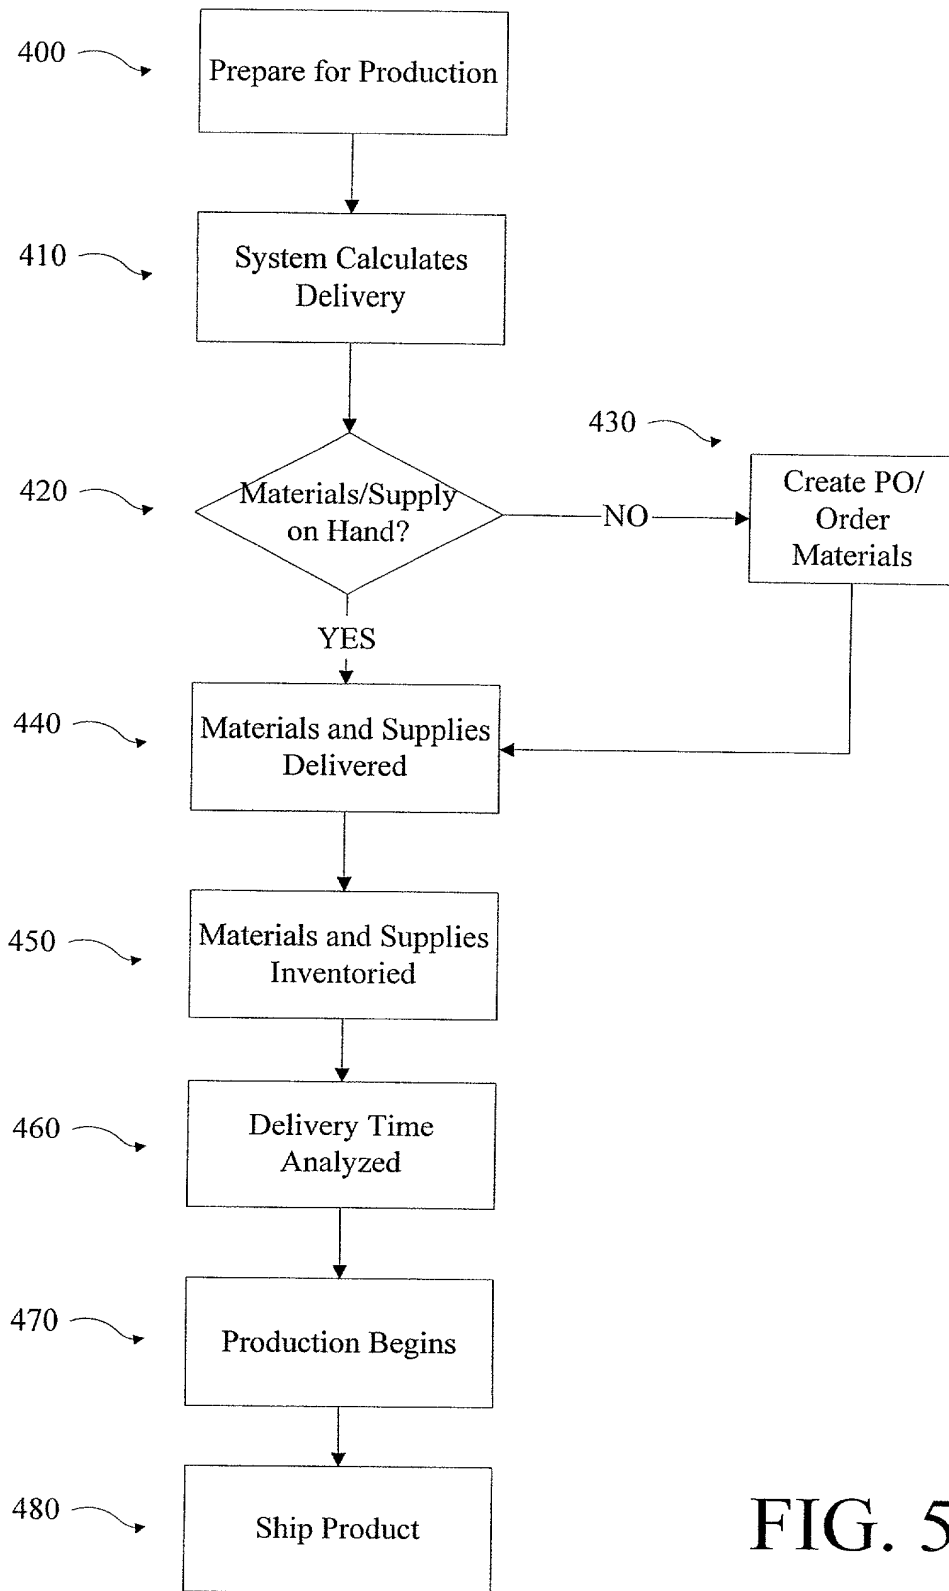 400
Prepare for Production
410
System Calculates
Delivery
430
420
Materials/Supply
on Hand?
NO
Create PO/
Order
Materials
YES
440
Materials and Supplies
Delivered
450
Materials and Supplies
Inventoried
460
Delivery Time
Analyzed
470
Production Begins
480
Ship Product
FIG. 5